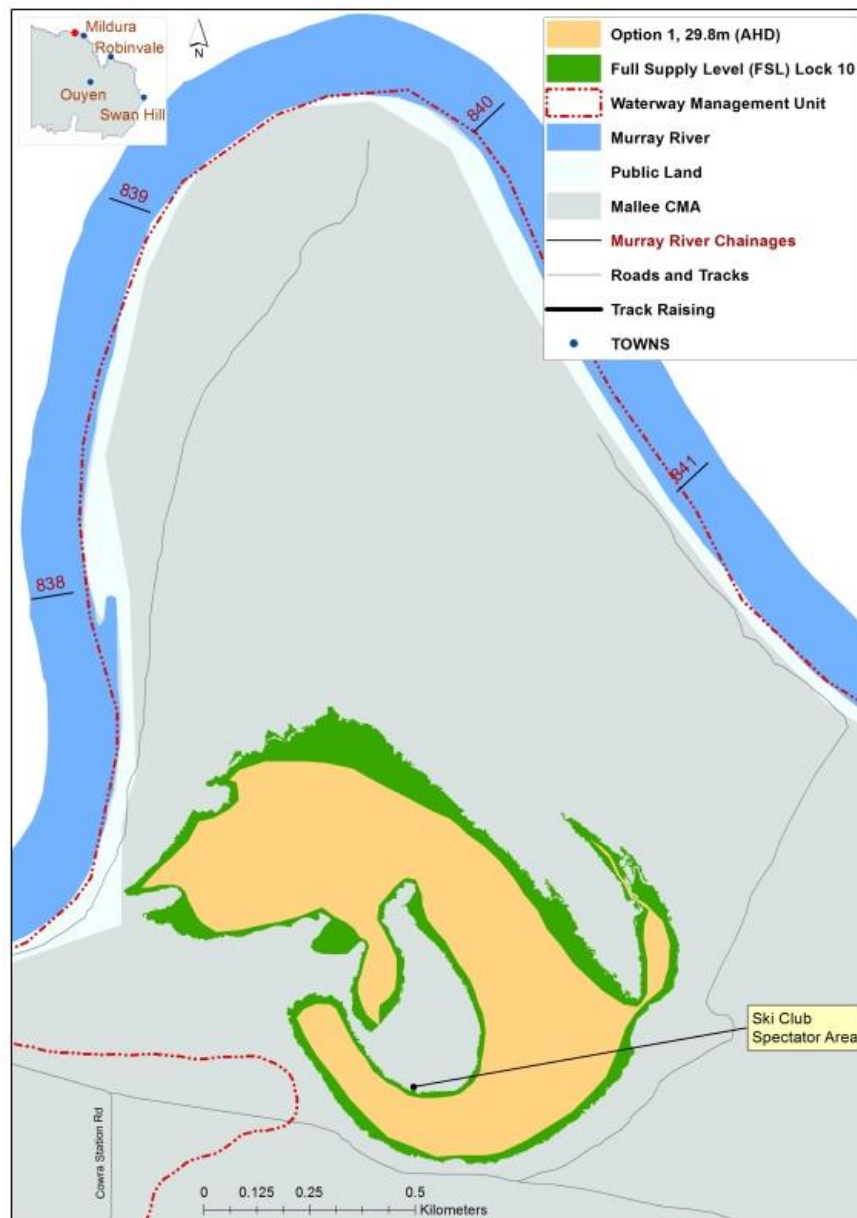 Mildura
Robinvale
Ouyen
Swan Hill
N
Option 1, 29.8m (AHD)
Full Supply Level (FSL) Lock 10
Waterway Management Unit
Murray River
Public Land
Mallee CMA
Murray River Chainages
Roads and Tracks
Track Raising
TOWNS
840
839
841
838
Ski Club
Spectator Area
Cowra Station Rd
0 0.125 0.25 0.5
Kilometers